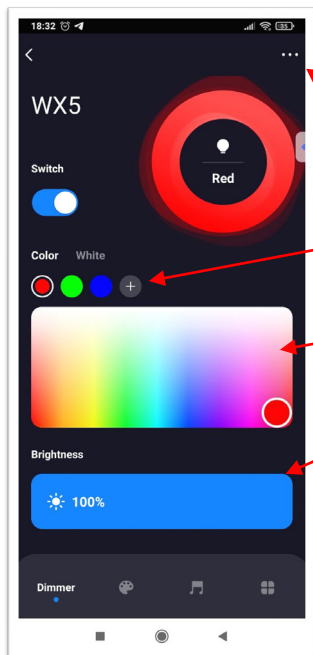 18:32
35
WX5
Red
Switch
Color White
Brightness
100%
Dimmer